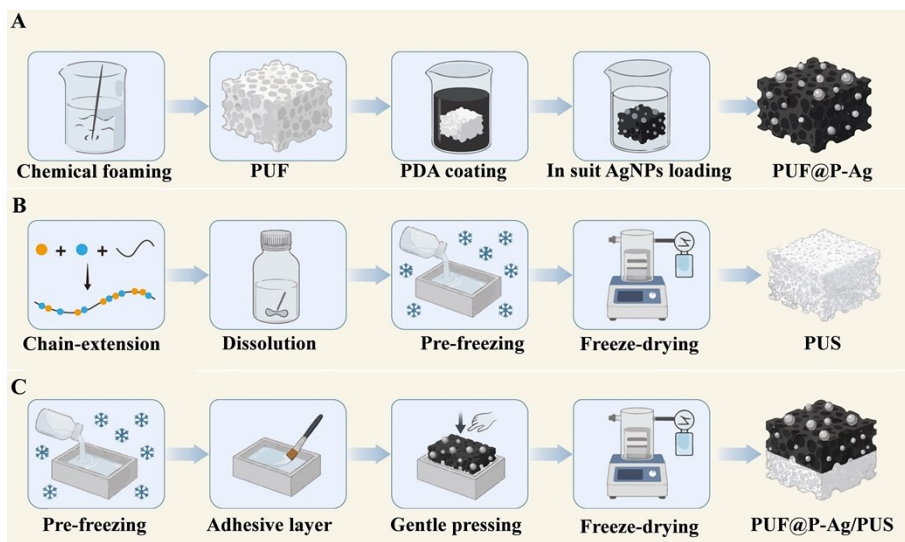 A
Chemical foaming
PUF
PDA coating
In suit AgNPs loading
PUF@P-Ag
B
+ +
Chain-extension
Dissolution
Pre-freezing
Freeze-drying
PUS
C
Pre-freezing
Adhesive layer
Gentle pressing
Freeze-drying
PUF@P-Ag/PUS